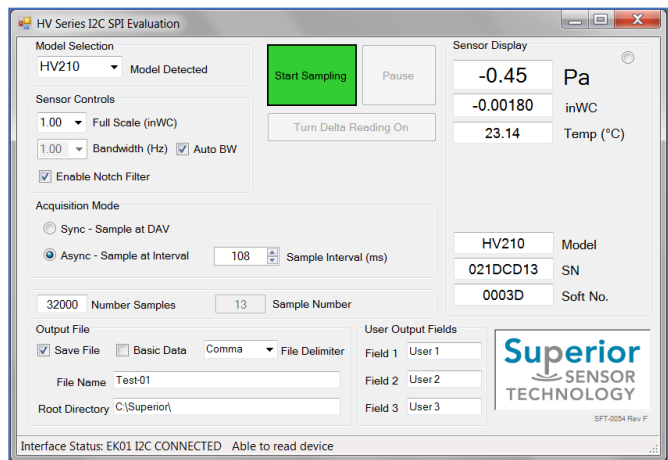 HV Series I2C SPI Evaluation
Model Selection
HV210
Model Detected
Start Sampling
Pause
Turn Delta Reading On
Sensor Controls
1.00 Full Scale (inWC)
1.00 Bandwidth (Hz) Auto BW
Enable Notch Filter
Acquisition Mode
Sync - Sample at DAV
Async - Sample at Interval 108 Sample Interval (ms)
32000 Number Samples 13 Sample Number
Sensor Display
-0.45 Pa
-0.00180 inWC
23.14 Temp (°C)
HV210 Model
021DCD13 SN
0003D Soft No.
Output File
Save File Basic Data Comma File Delimiter
File Name Test-01
Root Directory C:\Superior\
User Output Fields
Field 1 User 1
Field 2 User 2
Field 3 User 3
Superior
SENSOR
TECHNOLOGY
SFT-0054 Rev F
Interface Status: EK01 I2C CONNECTED Able to read device